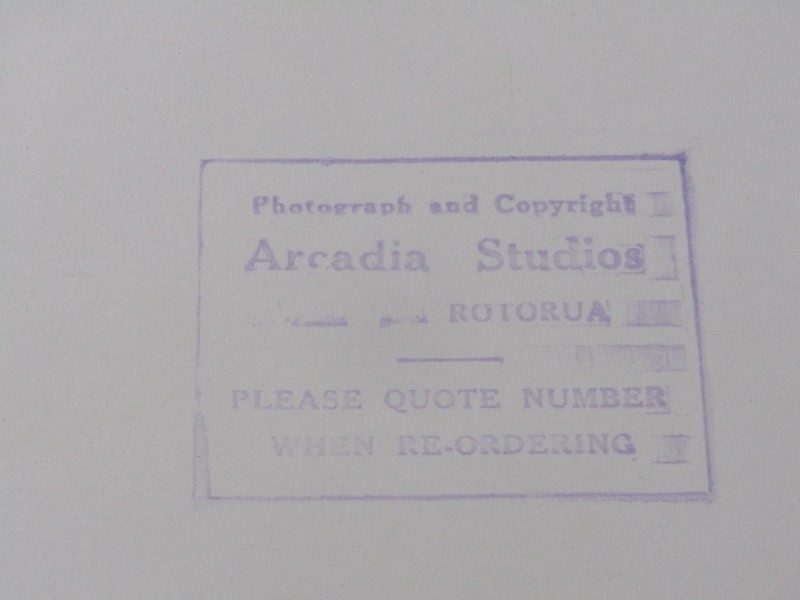 Photograph and Copyright
Arcadia Studios
ROTORUA
PLEASE QUOTE NUMBER
WHEN RE-ORDERING